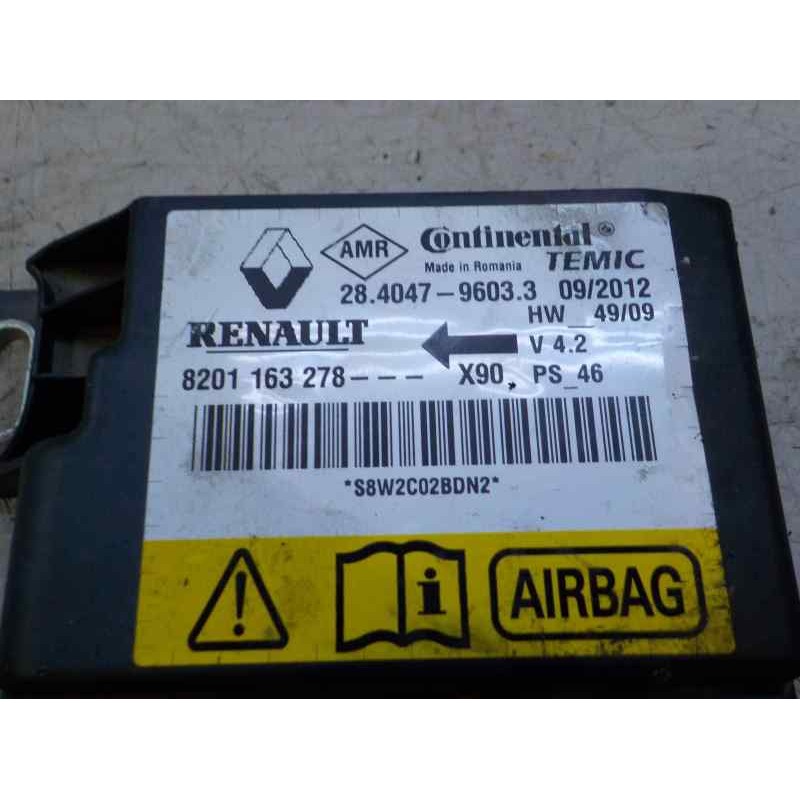 AMR Continental® TEMIC
Made in Romania
28.4047-9603.3 09/2012
HW_49/09
RENAULT
V 4.2
8201 163 278--- X90, PS_46
*S8W2C02BDN2*
i
AIRBAG